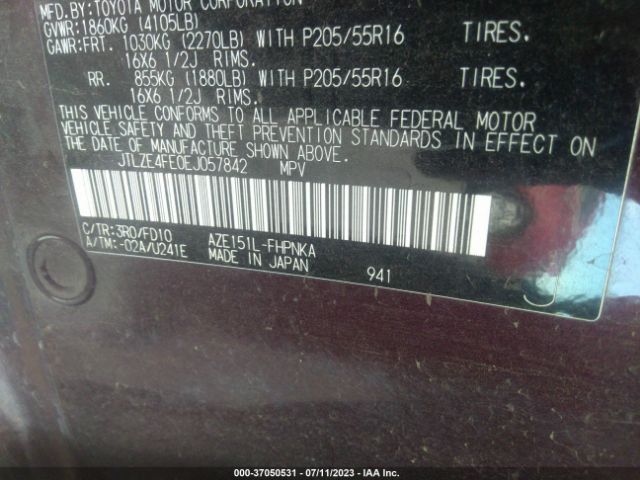 MFD.BY:TOYOTA MOTOR CORPORATION
GVWR:1860KG (4105LB)
GAWR:FRT. 1030KG (2270LB) WITH P205/55R16 TIRES.
16X6 1/2J RIMS.
RR. 855KG (1880LB) WITH P205/55R16 TIRES.
16X6 1/2J RIMS.
THIS VEHICLE CONFORMS TO ALL APPLICABLE FEDERAL MOTOR
VEHICLE SAFETY AND THEFT PREVENTION STANDARDS IN EFFECT ON
THE DATE OF MANUFACTURE SHOWN ABOVE.
JTLZE4FE0EJ057842 MPV
C/TR:3R0/FD10 AZE151L-FHPNKA
A/TM:-02A/U241E MADE IN JAPAN 941
000-37050531 - 07/11/2023 - IAA Inc.